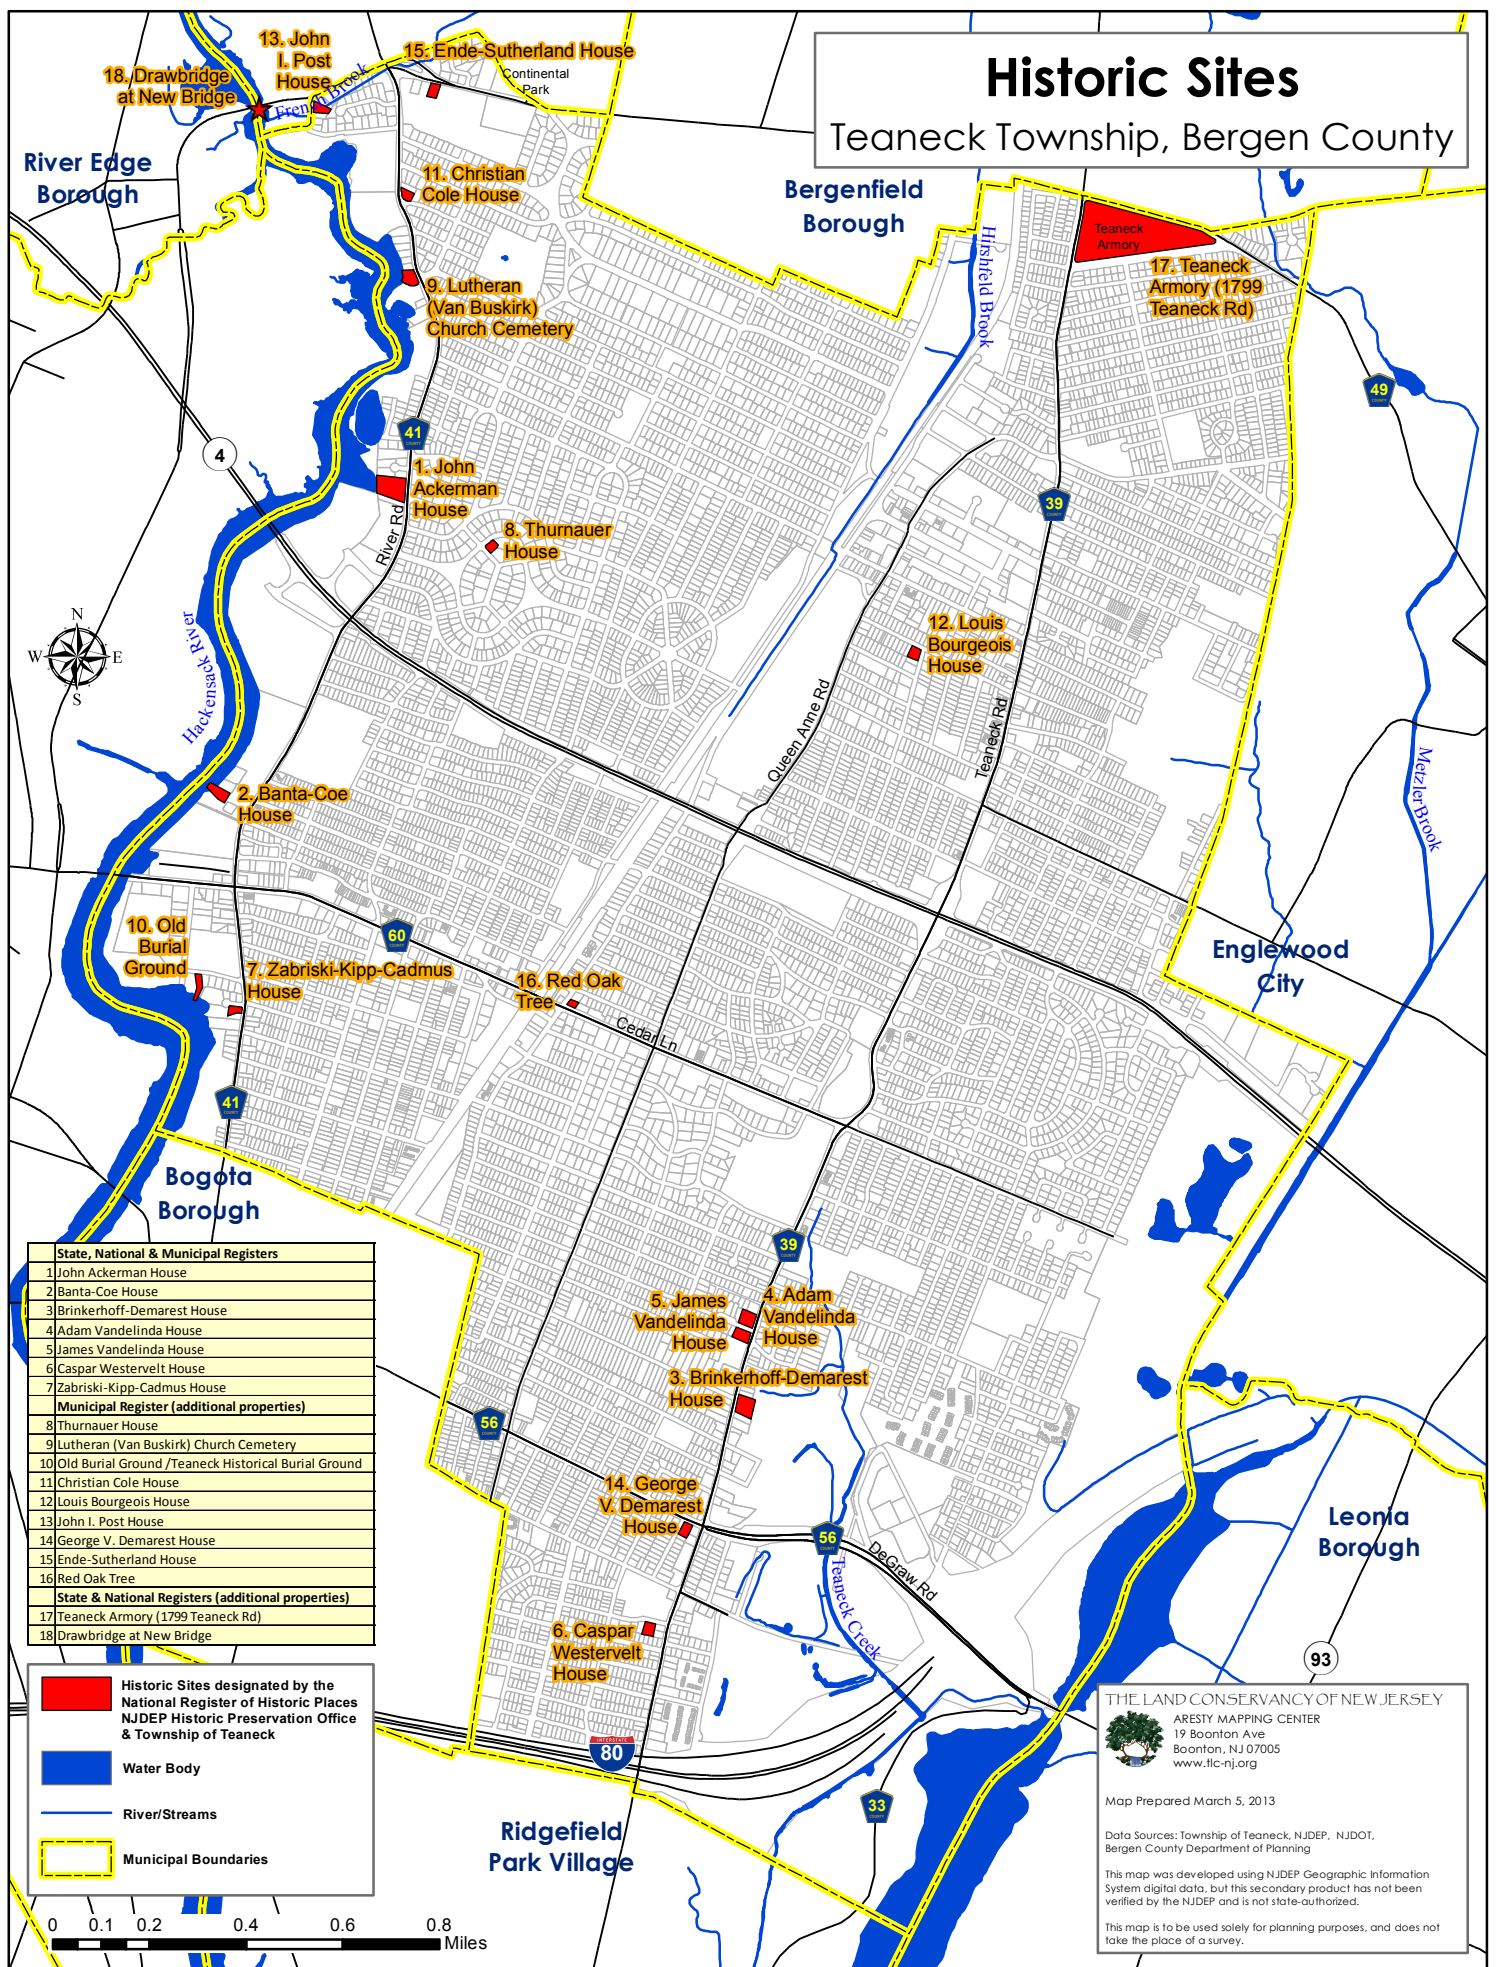 Historic Sites
Teaneck Township, Bergen County
13. John
I. Post
House
15. Ende-Sutherland House
Continental
Park
18. Drawbridge
at New Bridge
French Brook
River Edge
Borough
11. Christian
Cole House
Bergenfield
Borough
Hirshfeld Brook
Teaneck
Armory
17. Teaneck
Armory (1799
Teaneck Rd)
9. Lutheran
(Van Buskirk)
Church Cemetery
49
COUNTY
41
COUNTY
4
1. John
Ackerman
House
River Rd
39
COUNTY
8. Thurnauer
House
N
W E
S
Hackensack River
12. Louis
Bourgeois
House
Queen Anne Rd
Teaneck Rd
Metzler Brook
2. Banta-Coe
House
60
COUNTY
10. Old
Burial
Ground
7. Zabriski-Kipp-Cadmus
House
16. Red Oak
Tree
Cedar Ln
Englewood
City
41
COUNTY
Bogota
Borough
39
COUNTY
5. James
Vandelinda
House
4. Adam
Vandelinda
House
3. Brinkerhoff-Demarest
House
56
COUNTY
14. George
V. Demarest
House
56
COUNTY
DeGraw Rd
Teaneck Creek
Leonia
Borough
6. Caspar
Westervelt
House
93
INTERSTATE
80
33
COUNTY
Ridgefield
Park Village
State, National & Municipal Registers
1 John Ackerman House
2 Banta-Coe House
3 Brinkerhoff-Demarest House
4 Adam Vandelinda House
5 James Vandelinda House
6 Caspar Westervelt House
7 Zabriski-Kipp-Cadmus House
Municipal Register (additional properties)
8 Thurnauer House
9 Lutheran (Van Buskirk) Church Cemetery
10 Old Burial Ground /Teaneck Historical Burial Ground
11 Christian Cole House
12 Louis Bourgeois House
13 John I. Post House
14 George V. Demarest House
15 Ende-Sutherland House
16 Red Oak Tree
State & National Registers (additional properties)
17 Teaneck Armory (1799 Teaneck Rd)
18 Drawbridge at New Bridge
Historic Sites designated by the
National Register of Historic Places
NJDEP Historic Preservation Office
& Township of Teaneck
Water Body
River/Streams
Municipal Boundaries
0 0.1 0.2 0.4 0.6 0.8
Miles
THE LAND CONSERVANCY OF NEW JERSEY
ARESTY MAPPING CENTER
19 Boonton Ave
Boonton, NJ 07005
www.tlc-nj.org
Map Prepared March 5, 2013
Data Sources: Township of Teaneck, NJDEP, NJDOT,
Bergen County Department of Planning
This map was developed using NJDEP Geographic Information
System digital data, but this secondary product has not been
verified by the NJDEP and is not state-authorized.
This map is to be used solely for planning purposes, and does not
take the place of a survey.